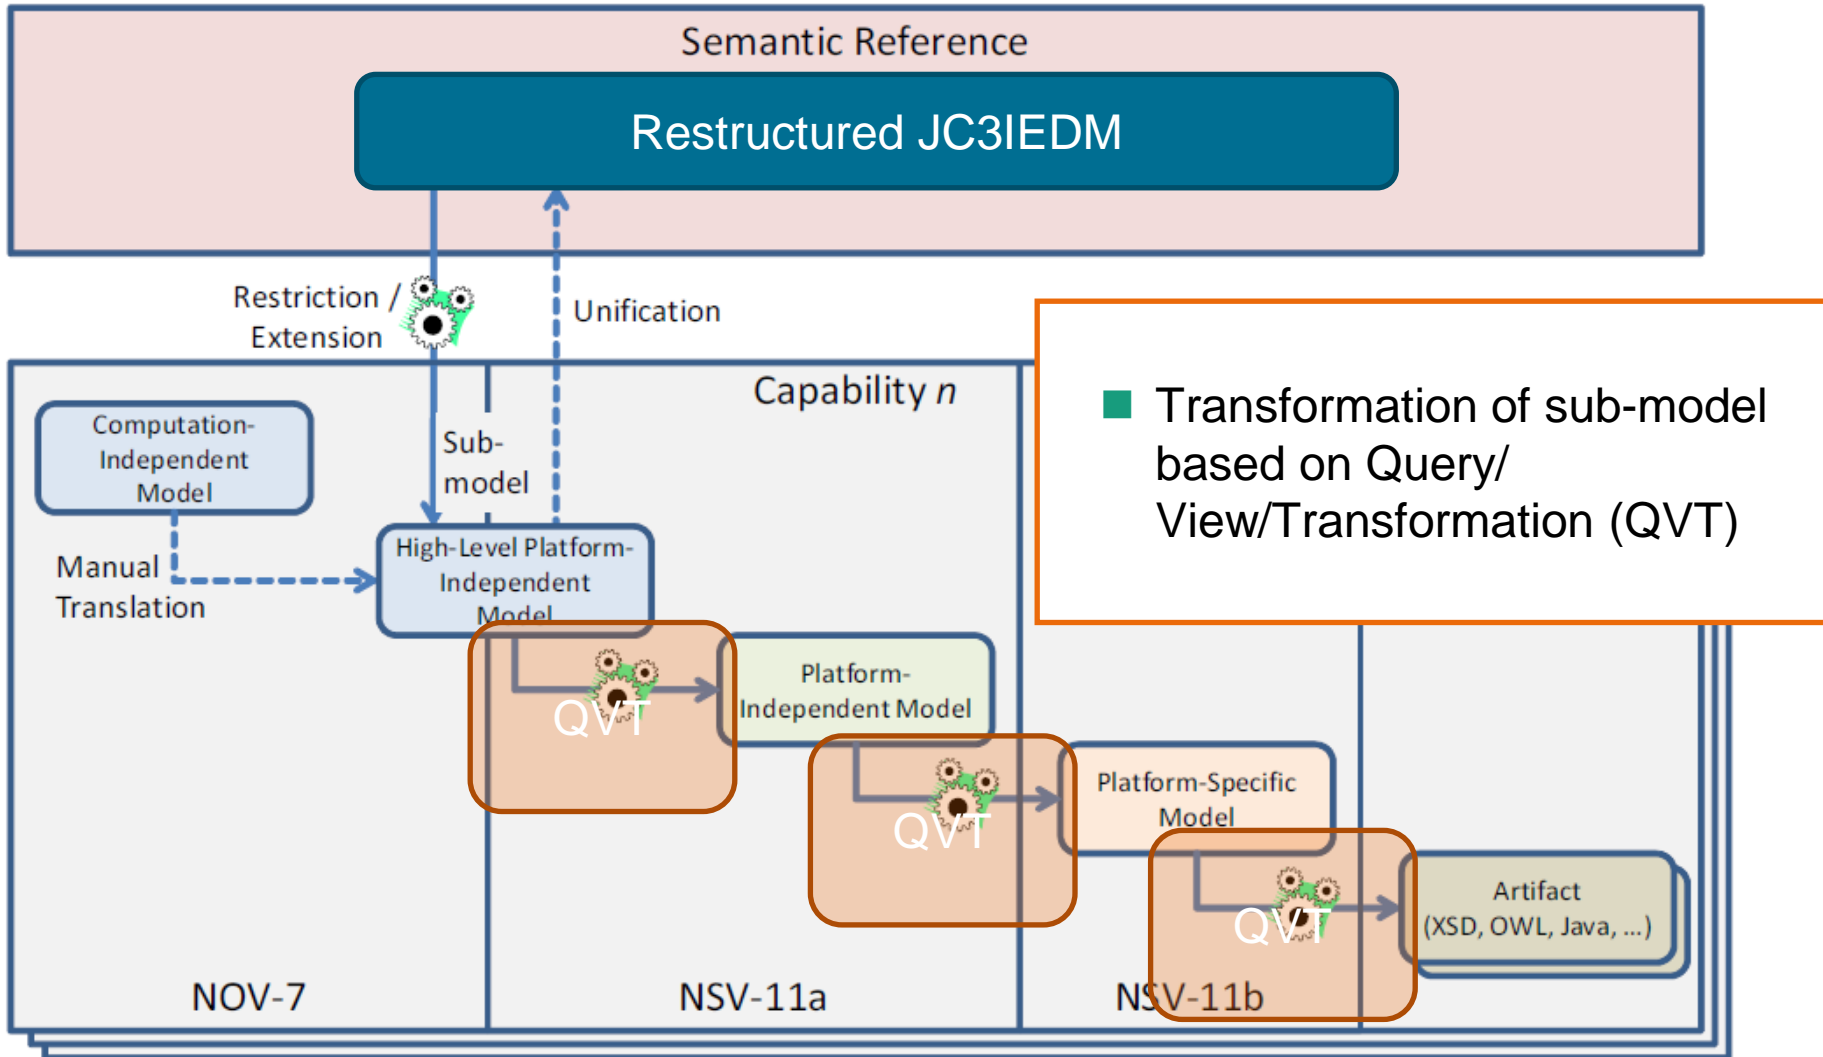 Semantic Reference
Restructured JC3IEDM
Restriction /
Extension
Unification
Capability n
Computation-
Independent
Model
Sub-
model
Manual
Translation
High-Level Platform-
Independent
Model
■ Transformation of sub-model
based on Query/
View/Transformation (QVT)
QVT
Platform-
Independent Model
QVT
Platform-Specific
Model
QVT
Artifact
(XSD, OWL, Java, ...)
NOV-7
NSV-11a
NSV-11b